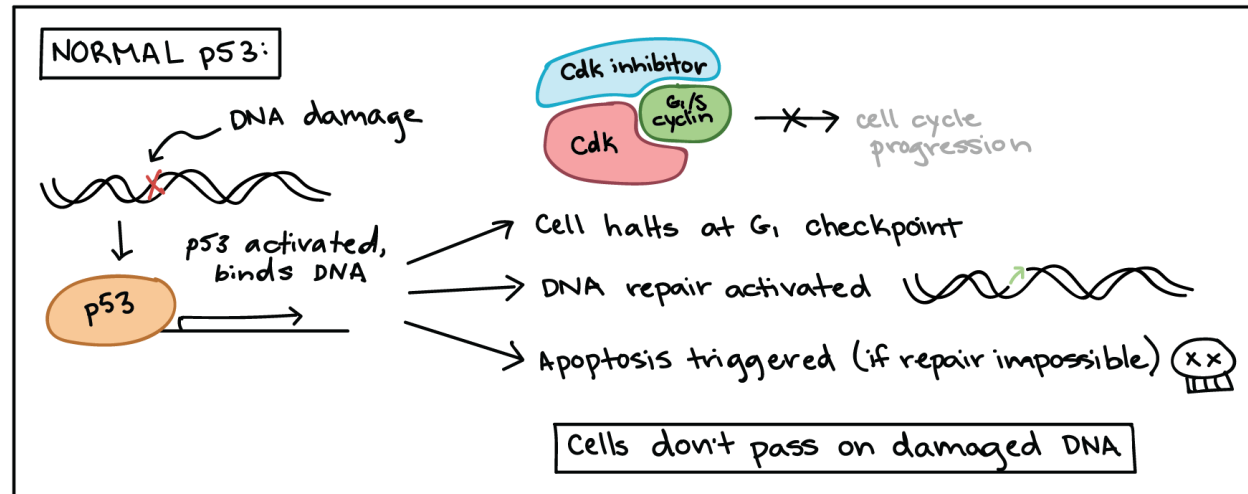 NORMAL p53:
DNA damage
p53 activated,
binds DNA
p53
Cdk inhibitor
G₁/S
cyclin
Cdk
cell cycle
progression
Cell halts at G₁ checkpoint
DNA repair activated
Apoptosis triggered (if repair impossible)
Cells don't pass on damaged DNA